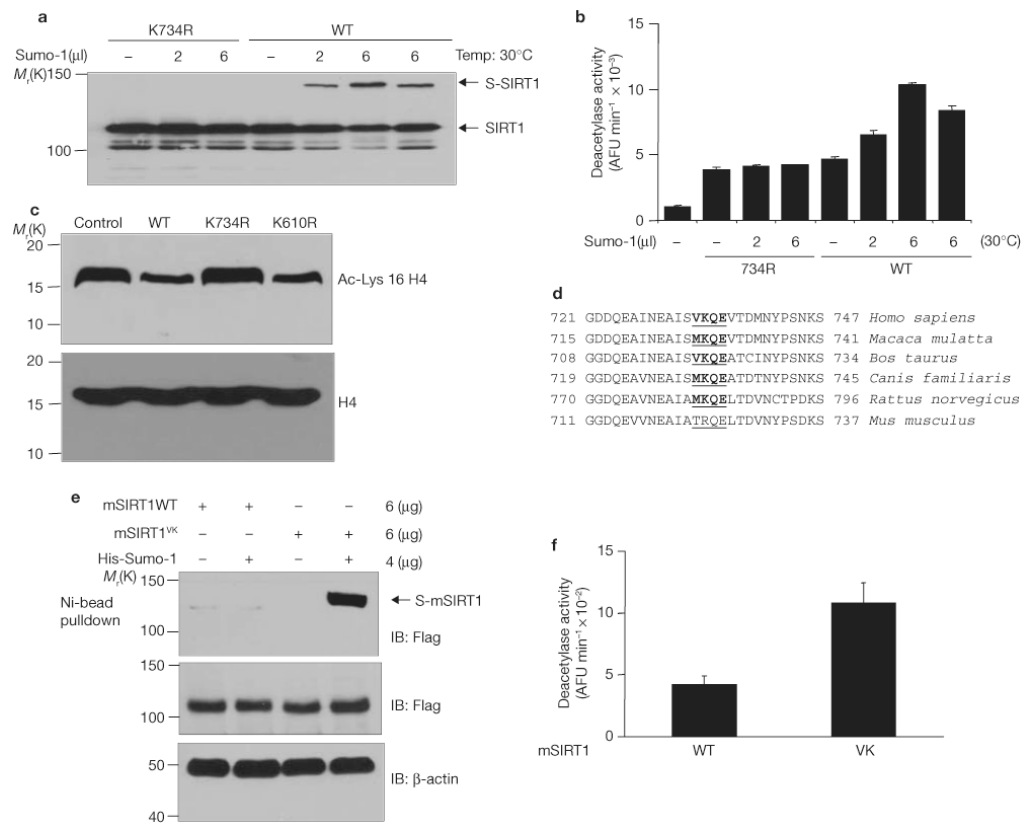 a
K734R WT
Sumo-1(µl) – 2 6 – 2 6 6 Temp: 30°C
Mr(K)
150
S-SIRT1
SIRT1
100
b
Deacetylase activity
(AFU min⁻¹ × 10⁻³)
15
10
5
0
Sumo-1(µl) – – 2 6 – 2 6 6 (30°C)
734R WT
c
Control WT K734R K610R
Mr(K)
20
15
10
Ac-Lys 16 H4
20
15
10
H4
d
721 GDDQEAINEAISVKQEVTDMNYPSNKS 747 Homo sapiens
715 GDDQEAINEAISMKQEVTDMNYPSNKS 741 Macaca mulatta
708 GDDQEAINEAISVKQEATCINYPSNKS 734 Bos taurus
719 GGDQEAVNEAISMKQEATDTNYPSNKS 745 Canis familiaris
770 GGDQEAVNEAIAMKQELTDVNCTPDKS 796 Rattus norvegicus
711 GGDQEVVNEAIATRQELTDVNYPSDKS 737 Mus musculus
e
mSIRT1WT + + – – 6 (µg)
mSIRT1VK – – + + 6 (µg)
His-Sumo-1 – + – + 4 (µg)
Mr(K)
150
Ni-bead
pulldown
100
S-mSIRT1
IB: Flag
150
100
IB: Flag
50
40
IB: β-actin
f
Deacetylase activity
(AFU min⁻¹ ×10⁻²)
15
10
5
0
mSIRT1 WT VK